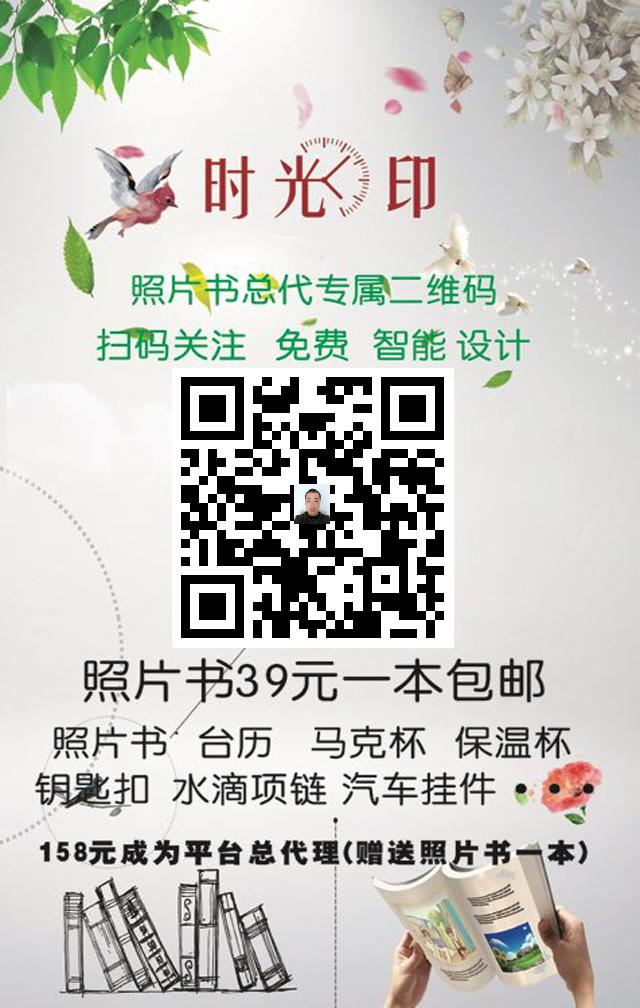 时光印
照片书总代专属二维码
扫码关注 免费 智能 设计
照片书39元一本包邮
照片书 台历 马克杯 保温杯
钥匙扣 水滴项链 汽车挂件
158元成为平台总代理(赠送照片书一本)